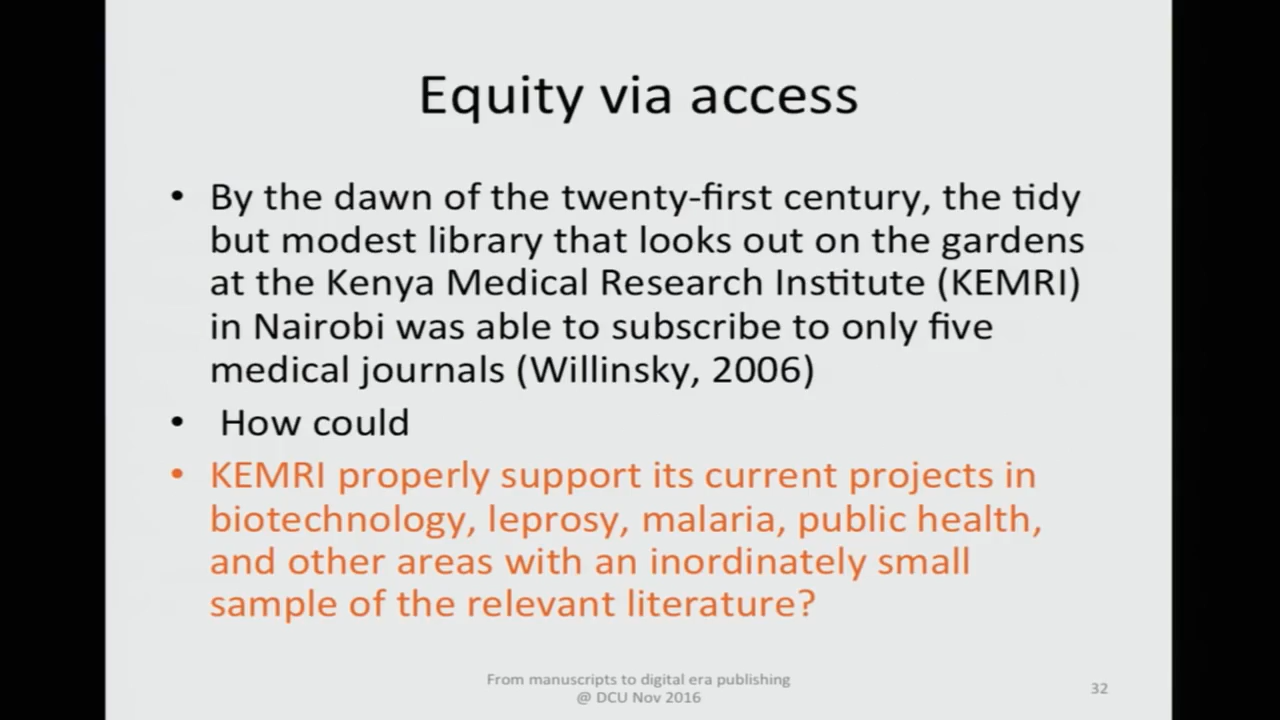 Equity via access
• By the dawn of the twenty-first century, the tidy
but modest library that looks out on the gardens
at the Kenya Medical Research Institute (KEMRI)
in Nairobi was able to subscribe to only five
medical journals (Willinsky, 2006)
• How could
• KEMRI properly support its current projects in
biotechnology, leprosy, malaria, public health,
and other areas with an inordinately small
sample of the relevant literature?
From manuscripts to digital era publishing
@ DCU Nov 2016
32